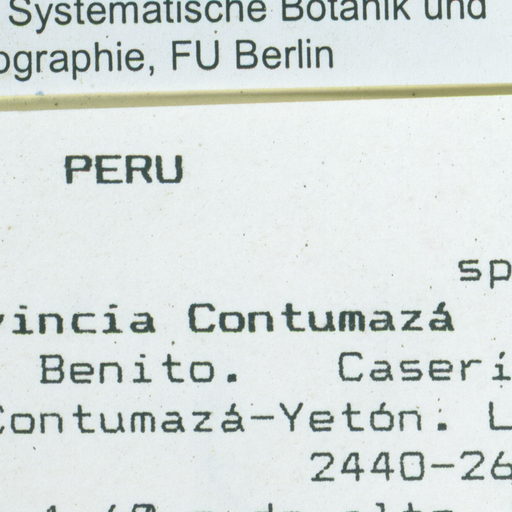 Systematische Botanik und
ographie, FU Berlin
PERU
sp
vincia Contumazá
Benito. Caserí
Contumazá-Yetón. L
2440-26